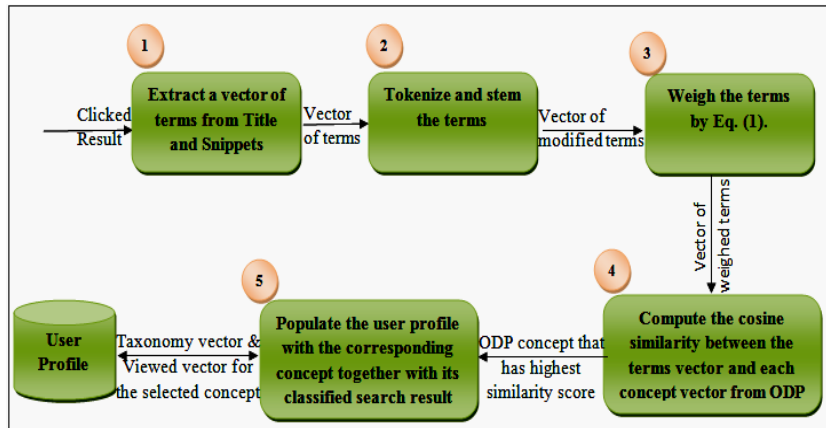 1
Extract a vector of
terms from Title
and Snippets
2
Tokenize and stem
the terms
3
Weigh the terms
by Eq. (1).
Clicked
Result
Vector
of terms
Vector of
modified terms
Vector of
weighed terms
4
Compute the cosine
similarity between the
terms vector and each
concept vector from ODP
ODP concept that
has highest
similarity score
5
Populate the user profile
with the corresponding
concept together with its
classified search result
Taxonomy vector &
Viewed vector for
the selected concept
User
Profile